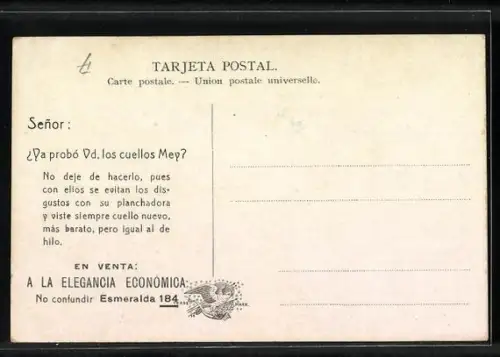 TARJETA POSTAL.
Carte postale. — Union postale universelle.
Señor:
¿Ya probó Vd, los cuellos Mey?
No deje de hacerlo, pues
con ellos se evitan los dis-
gustos con su planchadora
y viste siempre cuello nuevo,
más barato, pero igual al de
hilo.
EN VENTA:
A LA ELEGANCIA ECONÓMICA
No confundir Esmeralda 184